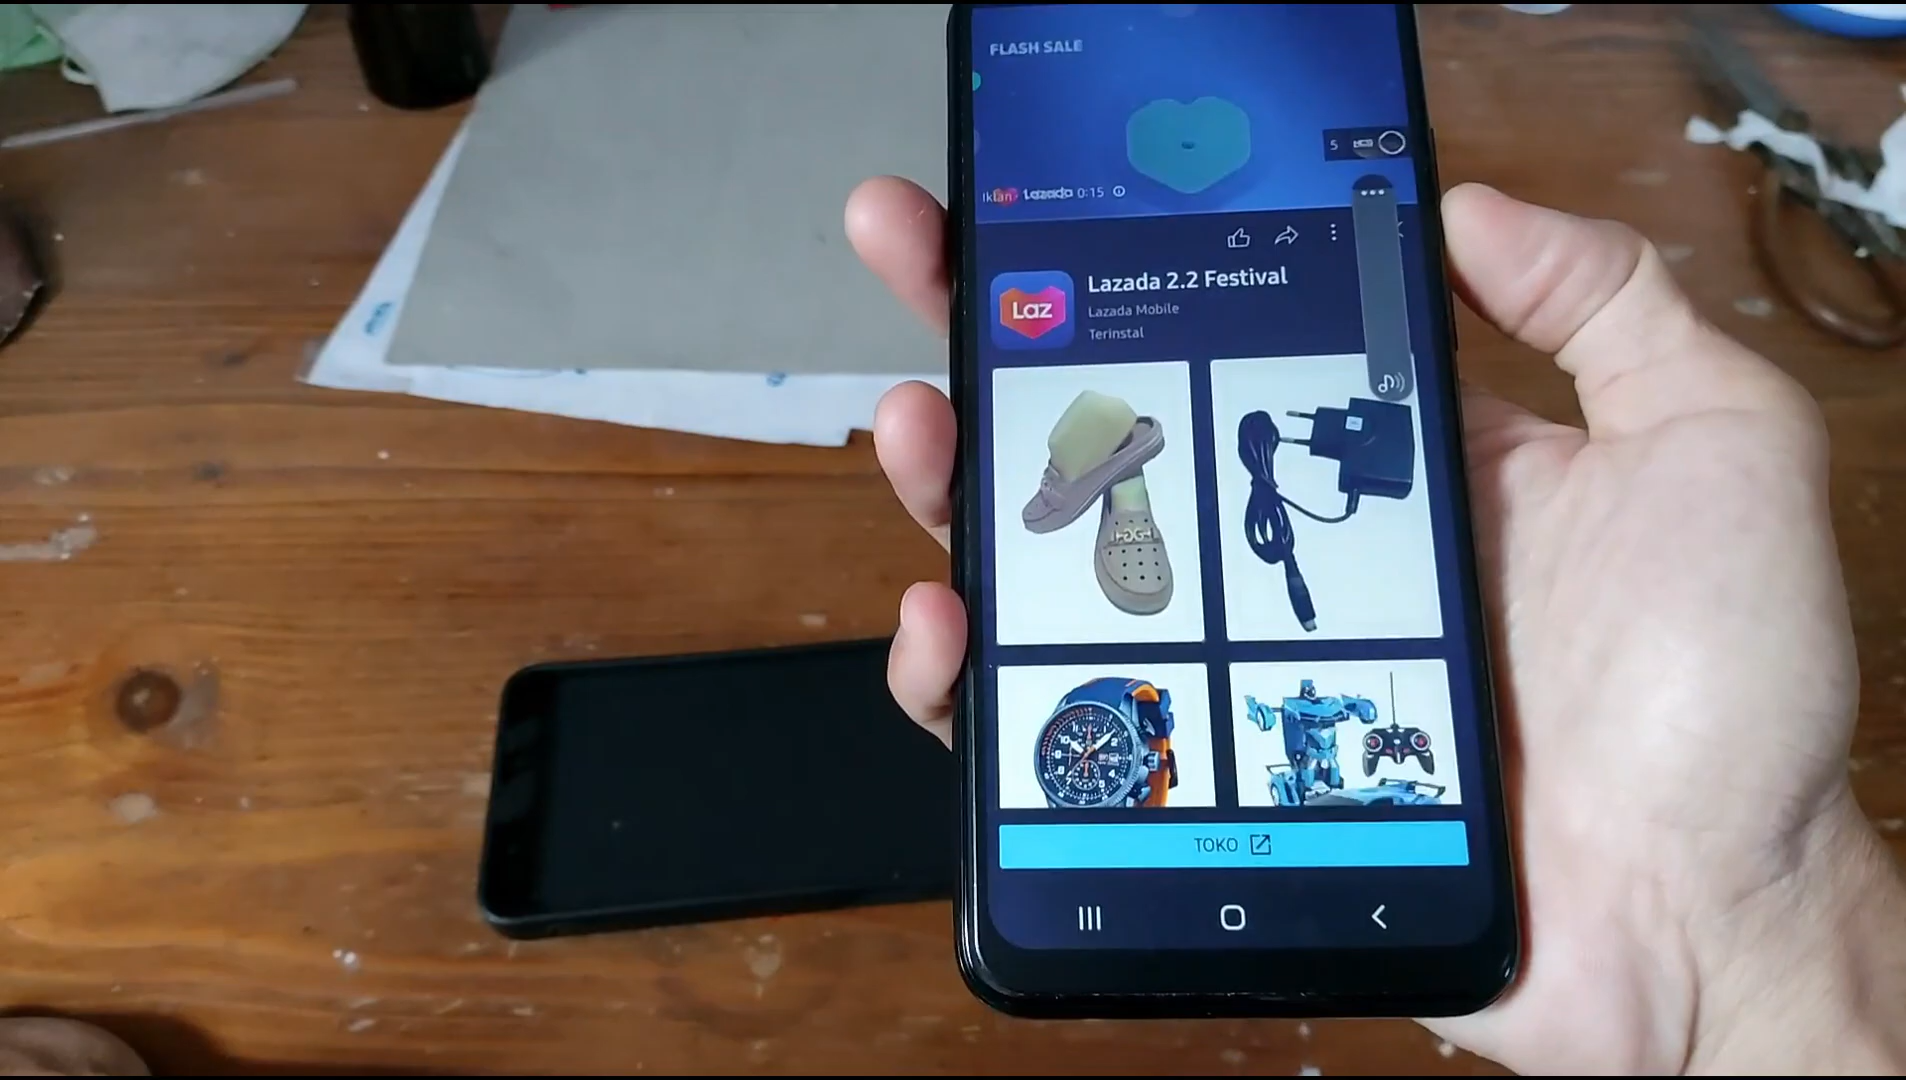 FLASH SALE
5
Iklan Lazada 0:15
Lazada 2.2 Festival
Laz
Lazada Mobile
Terinstal
TOKO